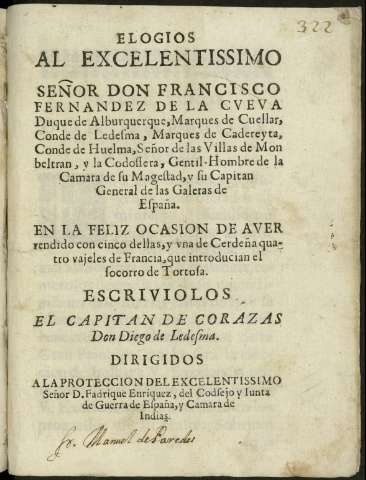 322
ELOGIOS
AL EXCELENTISSIMO
SEÑOR DON FRANCISCO
FERNANDEZ DE LA CVEVA
Duque de Alburquerque, Marques de Cuellar,
Conde de Ledesma, Marques de Cadereyta,
Conde de Huelma, Señor de las Villas de Mon
beltran, y la Codosera, Gentil-Hombre de la
Camara de su Magestad, y su Capitan
General de las Galeras de
España.
EN LA FELIZ OCASION DE AVER
rendido con cinco dellas, y vna de Cerdeña qua-
tro vajeles de Francia, que introducian el
socorro de Tortosa.
ESCRIVIOLOS
EL CAPITAN DE CORAZAS
Don Diego de Ledesma.
DIRIGIDOS
A LA PROTECCION DEL EXCELENTISSIMO
Señor D. Fadrique Enriquez, del Consejo y Iunta
de Guerra de España, y Camara de
Indias.
fr. Manuel de Paredes